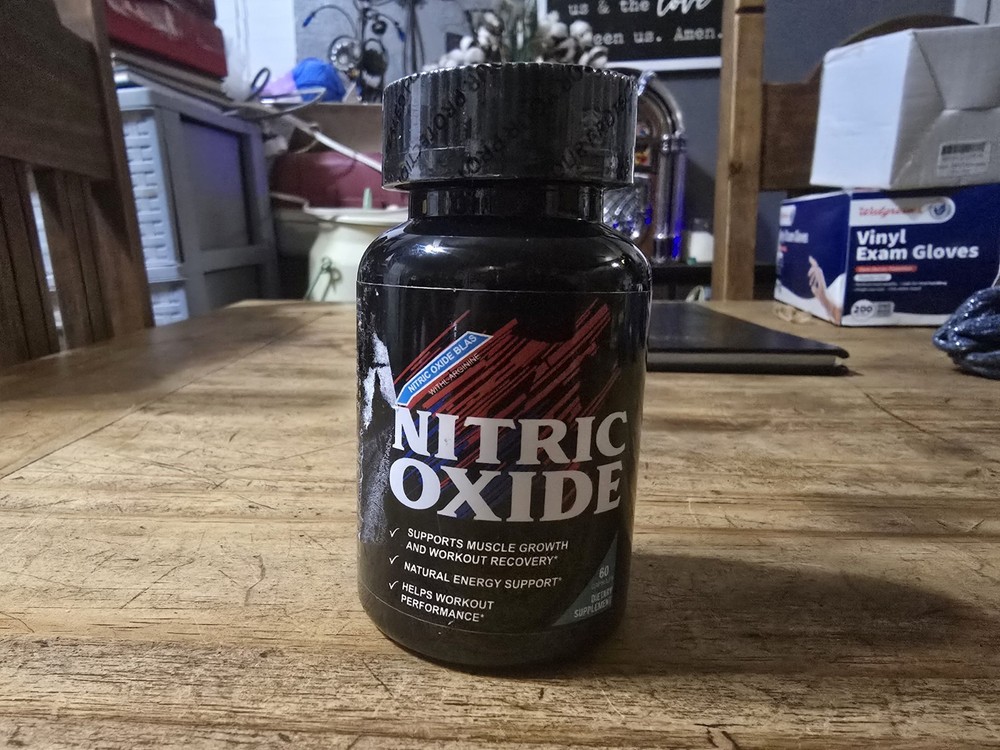 us & the love
een us. Amen.
NITRIC OXIDE BLAS
WITH L-ARGININE
NITRIC
OXIDE
✓ SUPPORTS MUSCLE GROWTH
AND WORKOUT RECOVERY*
✓ NATURAL ENERGY SUPPORT*
✓ HELPS WORKOUT
PERFORMANCE*
60
DIETARY
SUPPLEMENT
Walgreens
Vinyl
Exam Gloves
200